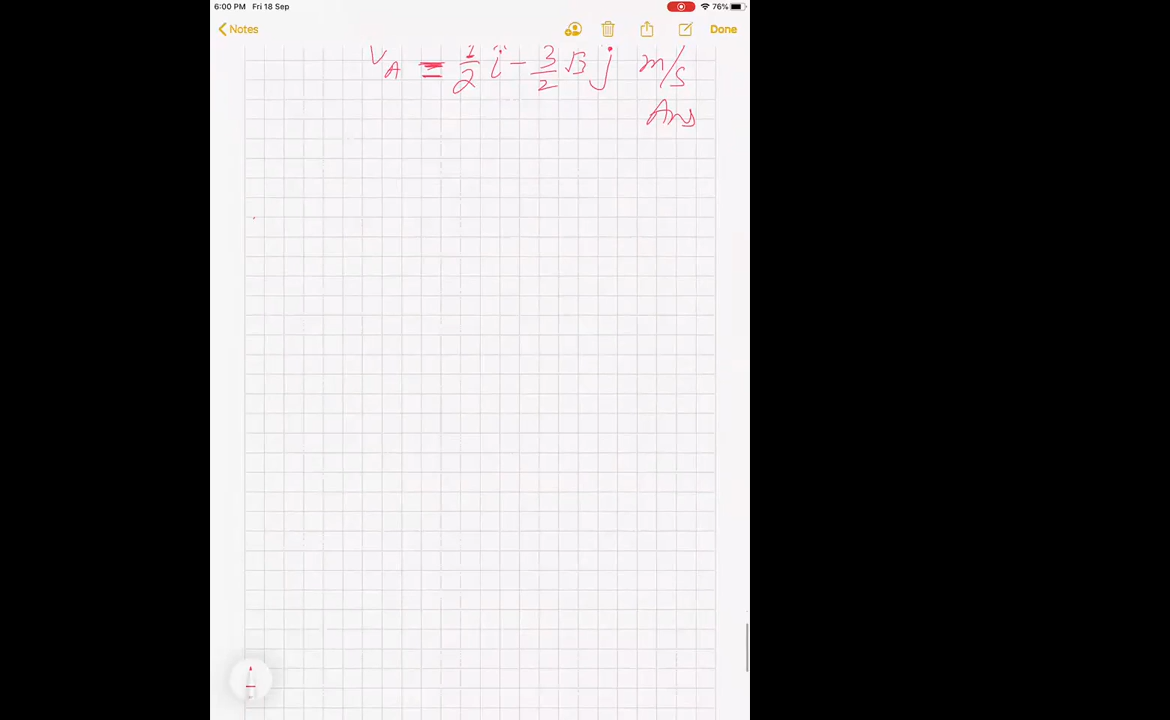 6:00 PM Fri 18 Sep 76%
Notes Done
V_A = 1/2 i - 3/2 √3 j m/s
Ans